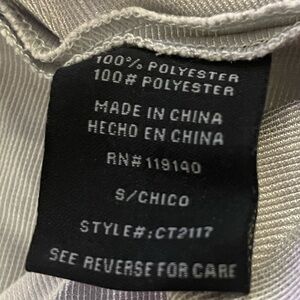 100% POLYESTER
100# POLYESTER
MADE IN CHINA
HECHO EN CHINA
RN#119140
S/CHICO
STYLE#:CT2117
SEE REVERSE FOR CARE